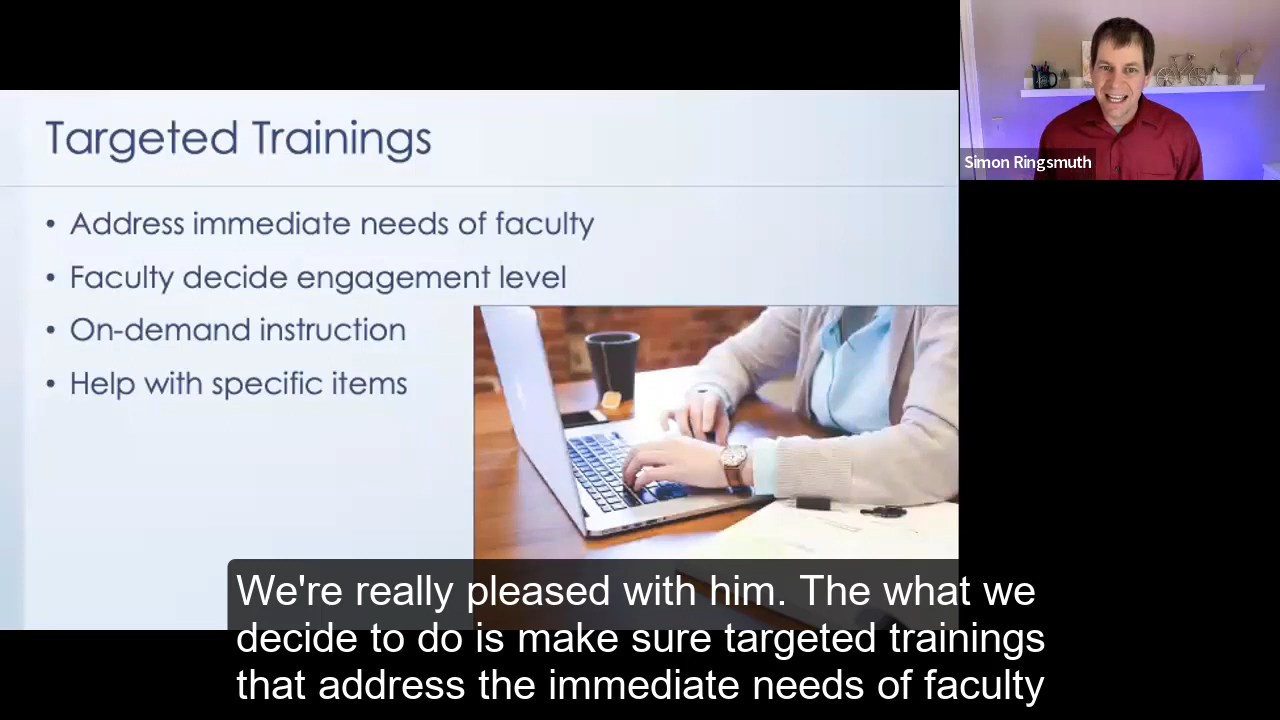 Targeted Trainings
• Address immediate needs of faculty
• Faculty decide engagement level
• On-demand instruction
• Help with specific items
Simon Ringsmuth
We're really pleased with him. The what we
decide to do is make sure targeted trainings
that address the immediate needs of faculty